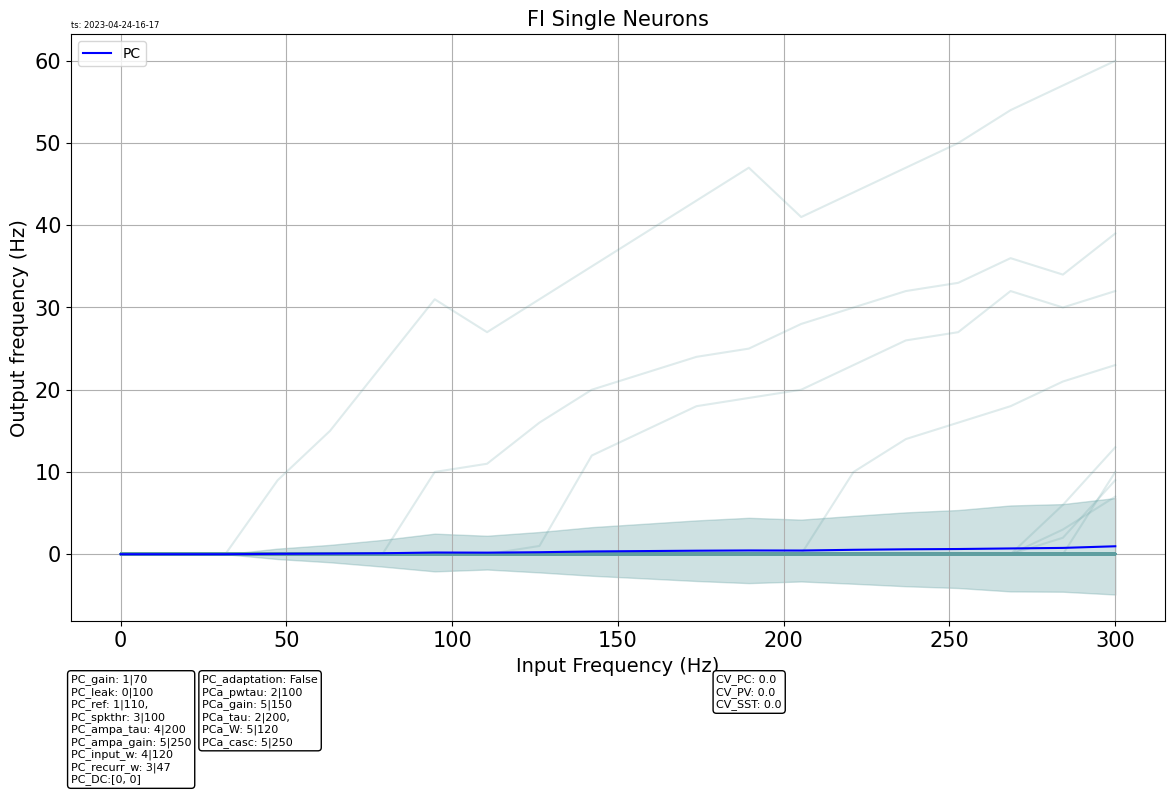 ts: 2023-04-24-16-17
FI Single Neurons
PC
60
50
40
30
20
10
0
Output frequency (Hz)
0 50 100 150 200 250 300
Input Frequency (Hz)
PC_gain: 1|70
PC_leak: 0|100
PC_ref: 1|110,
PC_spkthr: 3|100
PC_ampa_tau: 4|200
PC_ampa_gain: 5|250
PC_input_w: 4|120
PC_recurr_w: 3|47
PC_DC:[0, 0]
PC_adaptation: False
PCa_pwtau: 2|100
PCa_gain: 5|150
PCa_tau: 2|200,
PCa_W: 5|120
PCa_casc: 5|250
CV_PC: 0.0
CV_PV: 0.0
CV_SST: 0.0